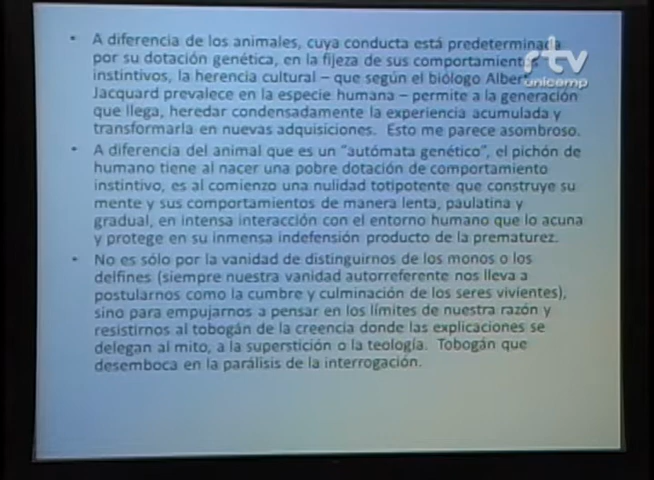 rtv
unicamp
• A diferencia de los animales, cuya conducta está predeterminada
por su dotación genética, en la fijeza de sus comportamientos
instintivos, la herencia cultural – que según el biólogo Albert
Jacquard prevalece en la especie humana – permite a la generación
que llega, heredar condensadamente la experiencia acumulada y
transformarla en nuevas adquisiciones. Esto me parece asombroso.
• A diferencia del animal que es un "autómata genético", el pichón de
humano tiene al nacer una pobre dotación de comportamiento
instintivo, es al comienzo una nulidad totipotente que construye su
mente y sus comportamientos de manera lenta, paulatina y
gradual, en intensa interacción con el entorno humano que lo acuna
y protege en su inmensa indefensión producto de la prematurez.
• No es sólo por la vanidad de distinguirnos de los monos o los
delfines (siempre nuestra vanidad autorreferente nos lleva a
postularnos como la cumbre y culminación de los seres vivientes),
sino para empujarnos a pensar en los límites de nuestra razón y
resistirnos al tobogán de la creencia donde las explicaciones se
delegan al mito, a la superstición o la teología. Tobogán que
desemboca en la parálisis de la interrogación.